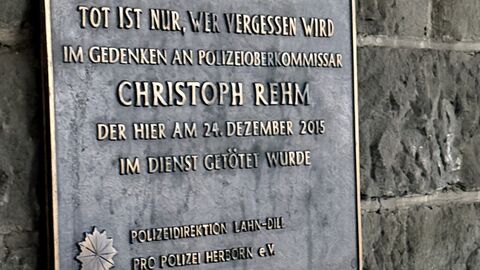 TOT IST NUR, WER VERGESSEN WIRD
IM GEDENKEN AN POLIZEIOBERKOMMISSAR
CHRISTOPH REHM
DER HIER AM 24. DEZEMBER 2015
IM DIENST GETÖTET WURDE
POLIZEIDIREKTION LAHN-DILL
PRO POLIZEI HERBORN e.V.